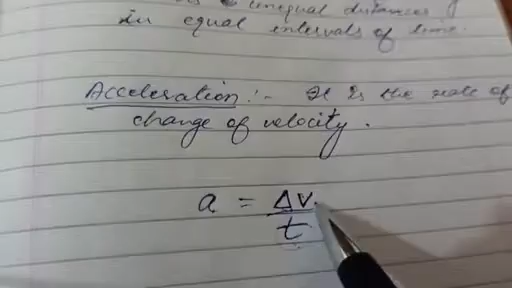 unequal distances
in equal intervals of time.
Acceleration :- It is the rate of
change of velocity.
a = Δv
t